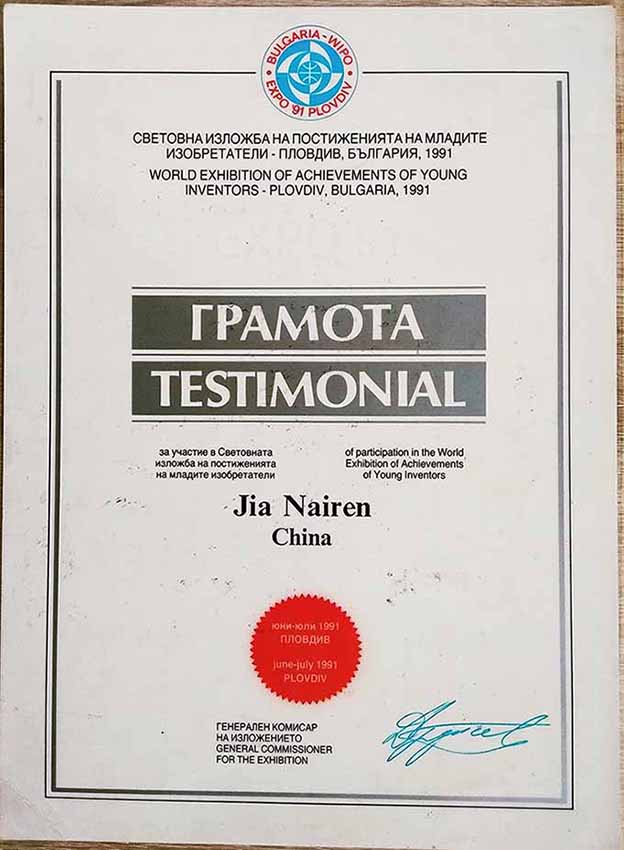 BULGARIA - WIPO
EXPO '91 PLOVDIV
СВЕТОВНА ИЗЛОЖБА НА ПОСТИЖЕНИЯТА НА МЛАДИТЕ
ИЗОБРЕТАТЕЛИ - ПЛОВДИВ, БЪЛГАРИЯ, 1991
WORLD EXHIBITION OF ACHIEVEMENTS OF YOUNG
INVENTORS - PLOVDIV, BULGARIA, 1991
ГРАМОТА
TESTIMONIAL
за участие в Световната
изложба на постиженията
на младите изобретатели
of participation in the World
Exhibition of Achievements
of Young Inventors
Jia Nairen
China
юни-юли 1991
ПЛОВДИВ
june-july 1991
PLOVDIV
ГЕНЕРАЛЕН КОМИСАР
НА ИЗЛОЖЕНИЕТО
GENERAL COMMISSIONER
FOR THE EXHIBITION